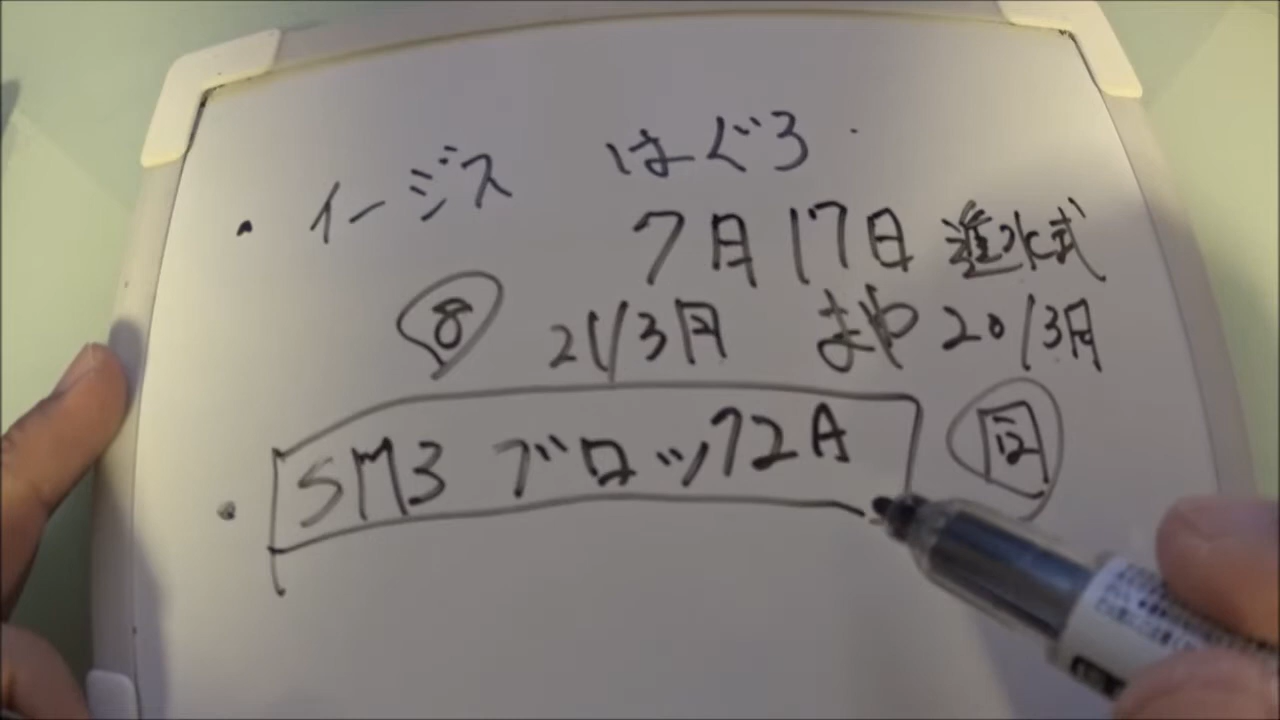 ・イージス はぐろ
7月17日 進水式
⑧ 21/3月 まや 20/3月
・SM3 ブロック2A